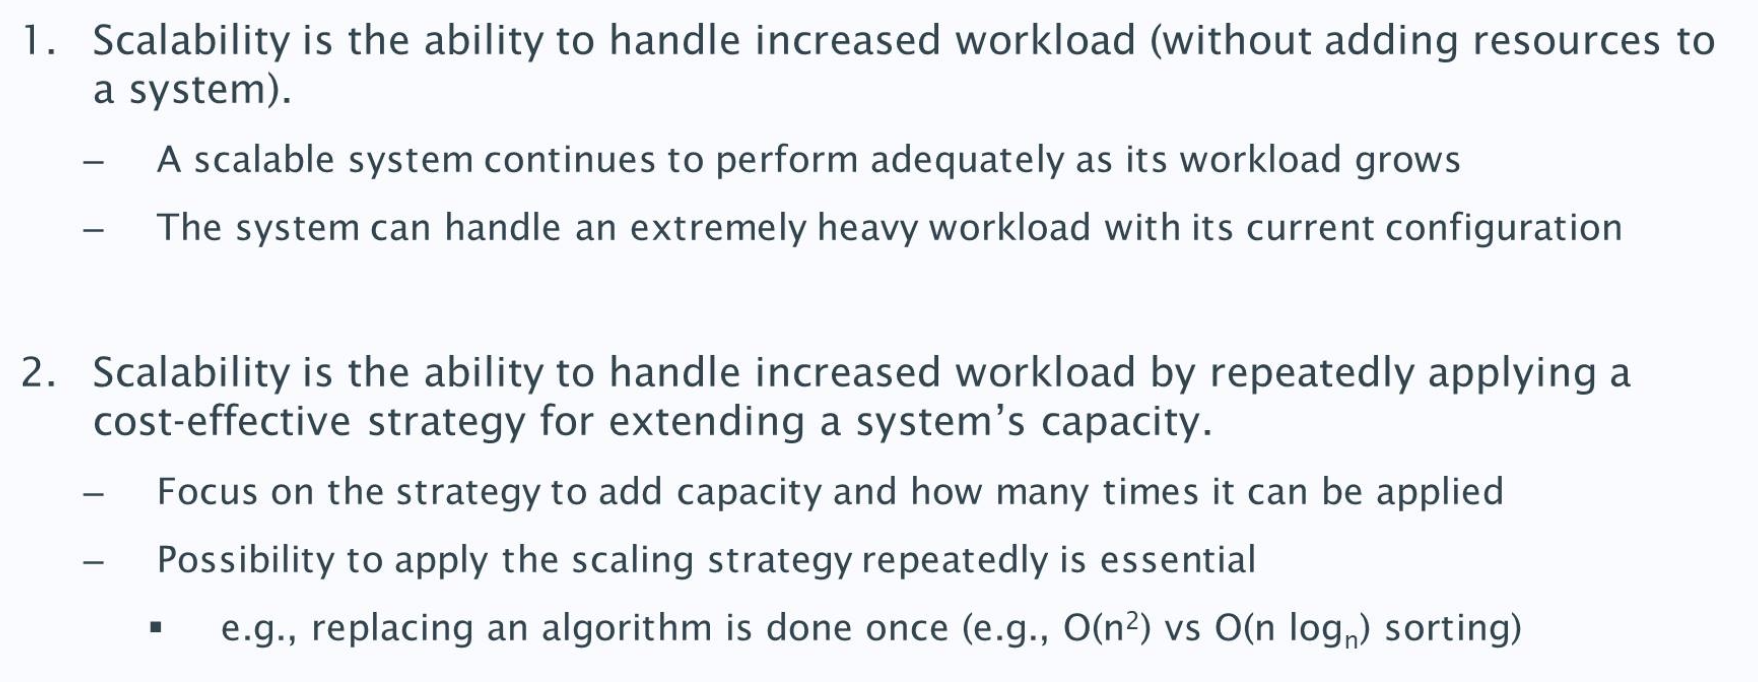 1. Scalability is the ability to handle increased workload (without adding resources to
a system).
– A scalable system continues to perform adequately as its workload grows
– The system can handle an extremely heavy workload with its current configuration
2. Scalability is the ability to handle increased workload by repeatedly applying a
cost-effective strategy for extending a system’s capacity.
– Focus on the strategy to add capacity and how many times it can be applied
– Possibility to apply the scaling strategy repeatedly is essential
▪ e.g., replacing an algorithm is done once (e.g., O(n²) vs O(n logₙ) sorting)